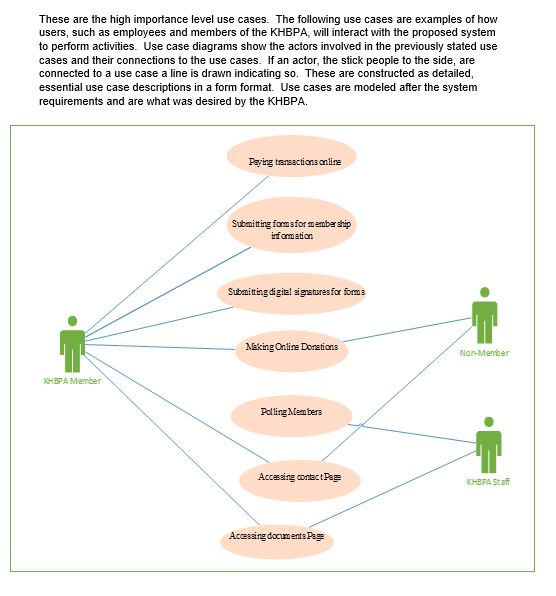 These are the high importance level use cases.  The following use cases are examples of how
users, such as employees and members of the KHBPA, will interact with the proposed system
to perform activities.  Use case diagrams show the actors involved in the previously stated use
cases and their connections to the use cases.  If an actor, the stick people to the side, are
connected to a use case a line is drawn indicating so.  These are constructed as detailed,
essential use case descriptions in a form format.  Use cases are modeled after the system
requirements and are what was desired by the KHBPA.
Paying transactions online
Submitting forms for membership
information
Submitting digital signatures for forms
Making Online Donations
Non-Member
KHBPA Member
Polling Members
Accessing contact Page
KHBPA Staff
Accessing documents Page